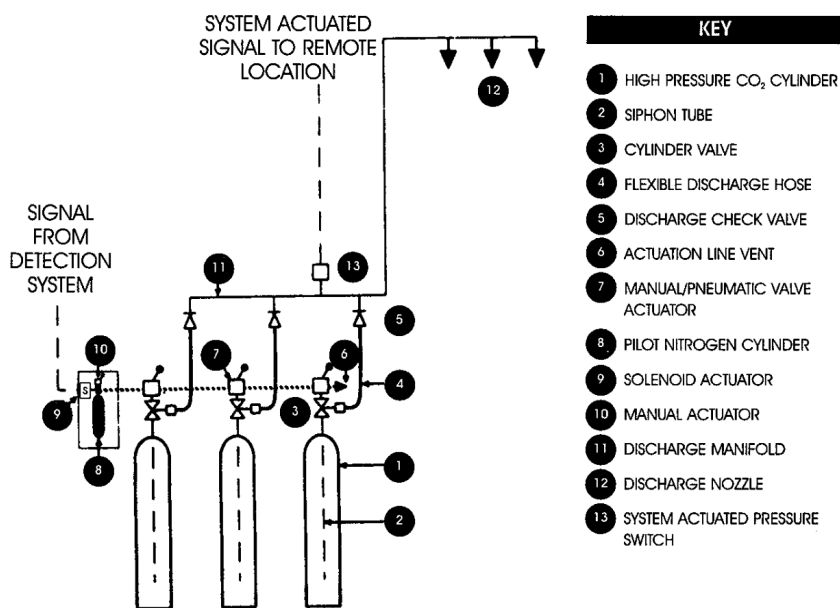 SYSTEM ACTUATED
SIGNAL TO REMOTE
LOCATION
12
SIGNAL
FROM
DETECTION
SYSTEM
11
13
5
10
7
6
S
9
3
4
8
1
2
KEY
1 HIGH PRESSURE CO₂ CYLINDER
2 SIPHON TUBE
3 CYLINDER VALVE
4 FLEXIBLE DISCHARGE HOSE
5 DISCHARGE CHECK VALVE
6 ACTUATION LINE VENT
7 MANUAL/PNEUMATIC VALVE
ACTUATOR
8 PILOT NITROGEN CYLINDER
9 SOLENOID ACTUATOR
10 MANUAL ACTUATOR
11 DISCHARGE MANIFOLD
12 DISCHARGE NOZZLE
13 SYSTEM ACTUATED PRESSURE
SWITCH